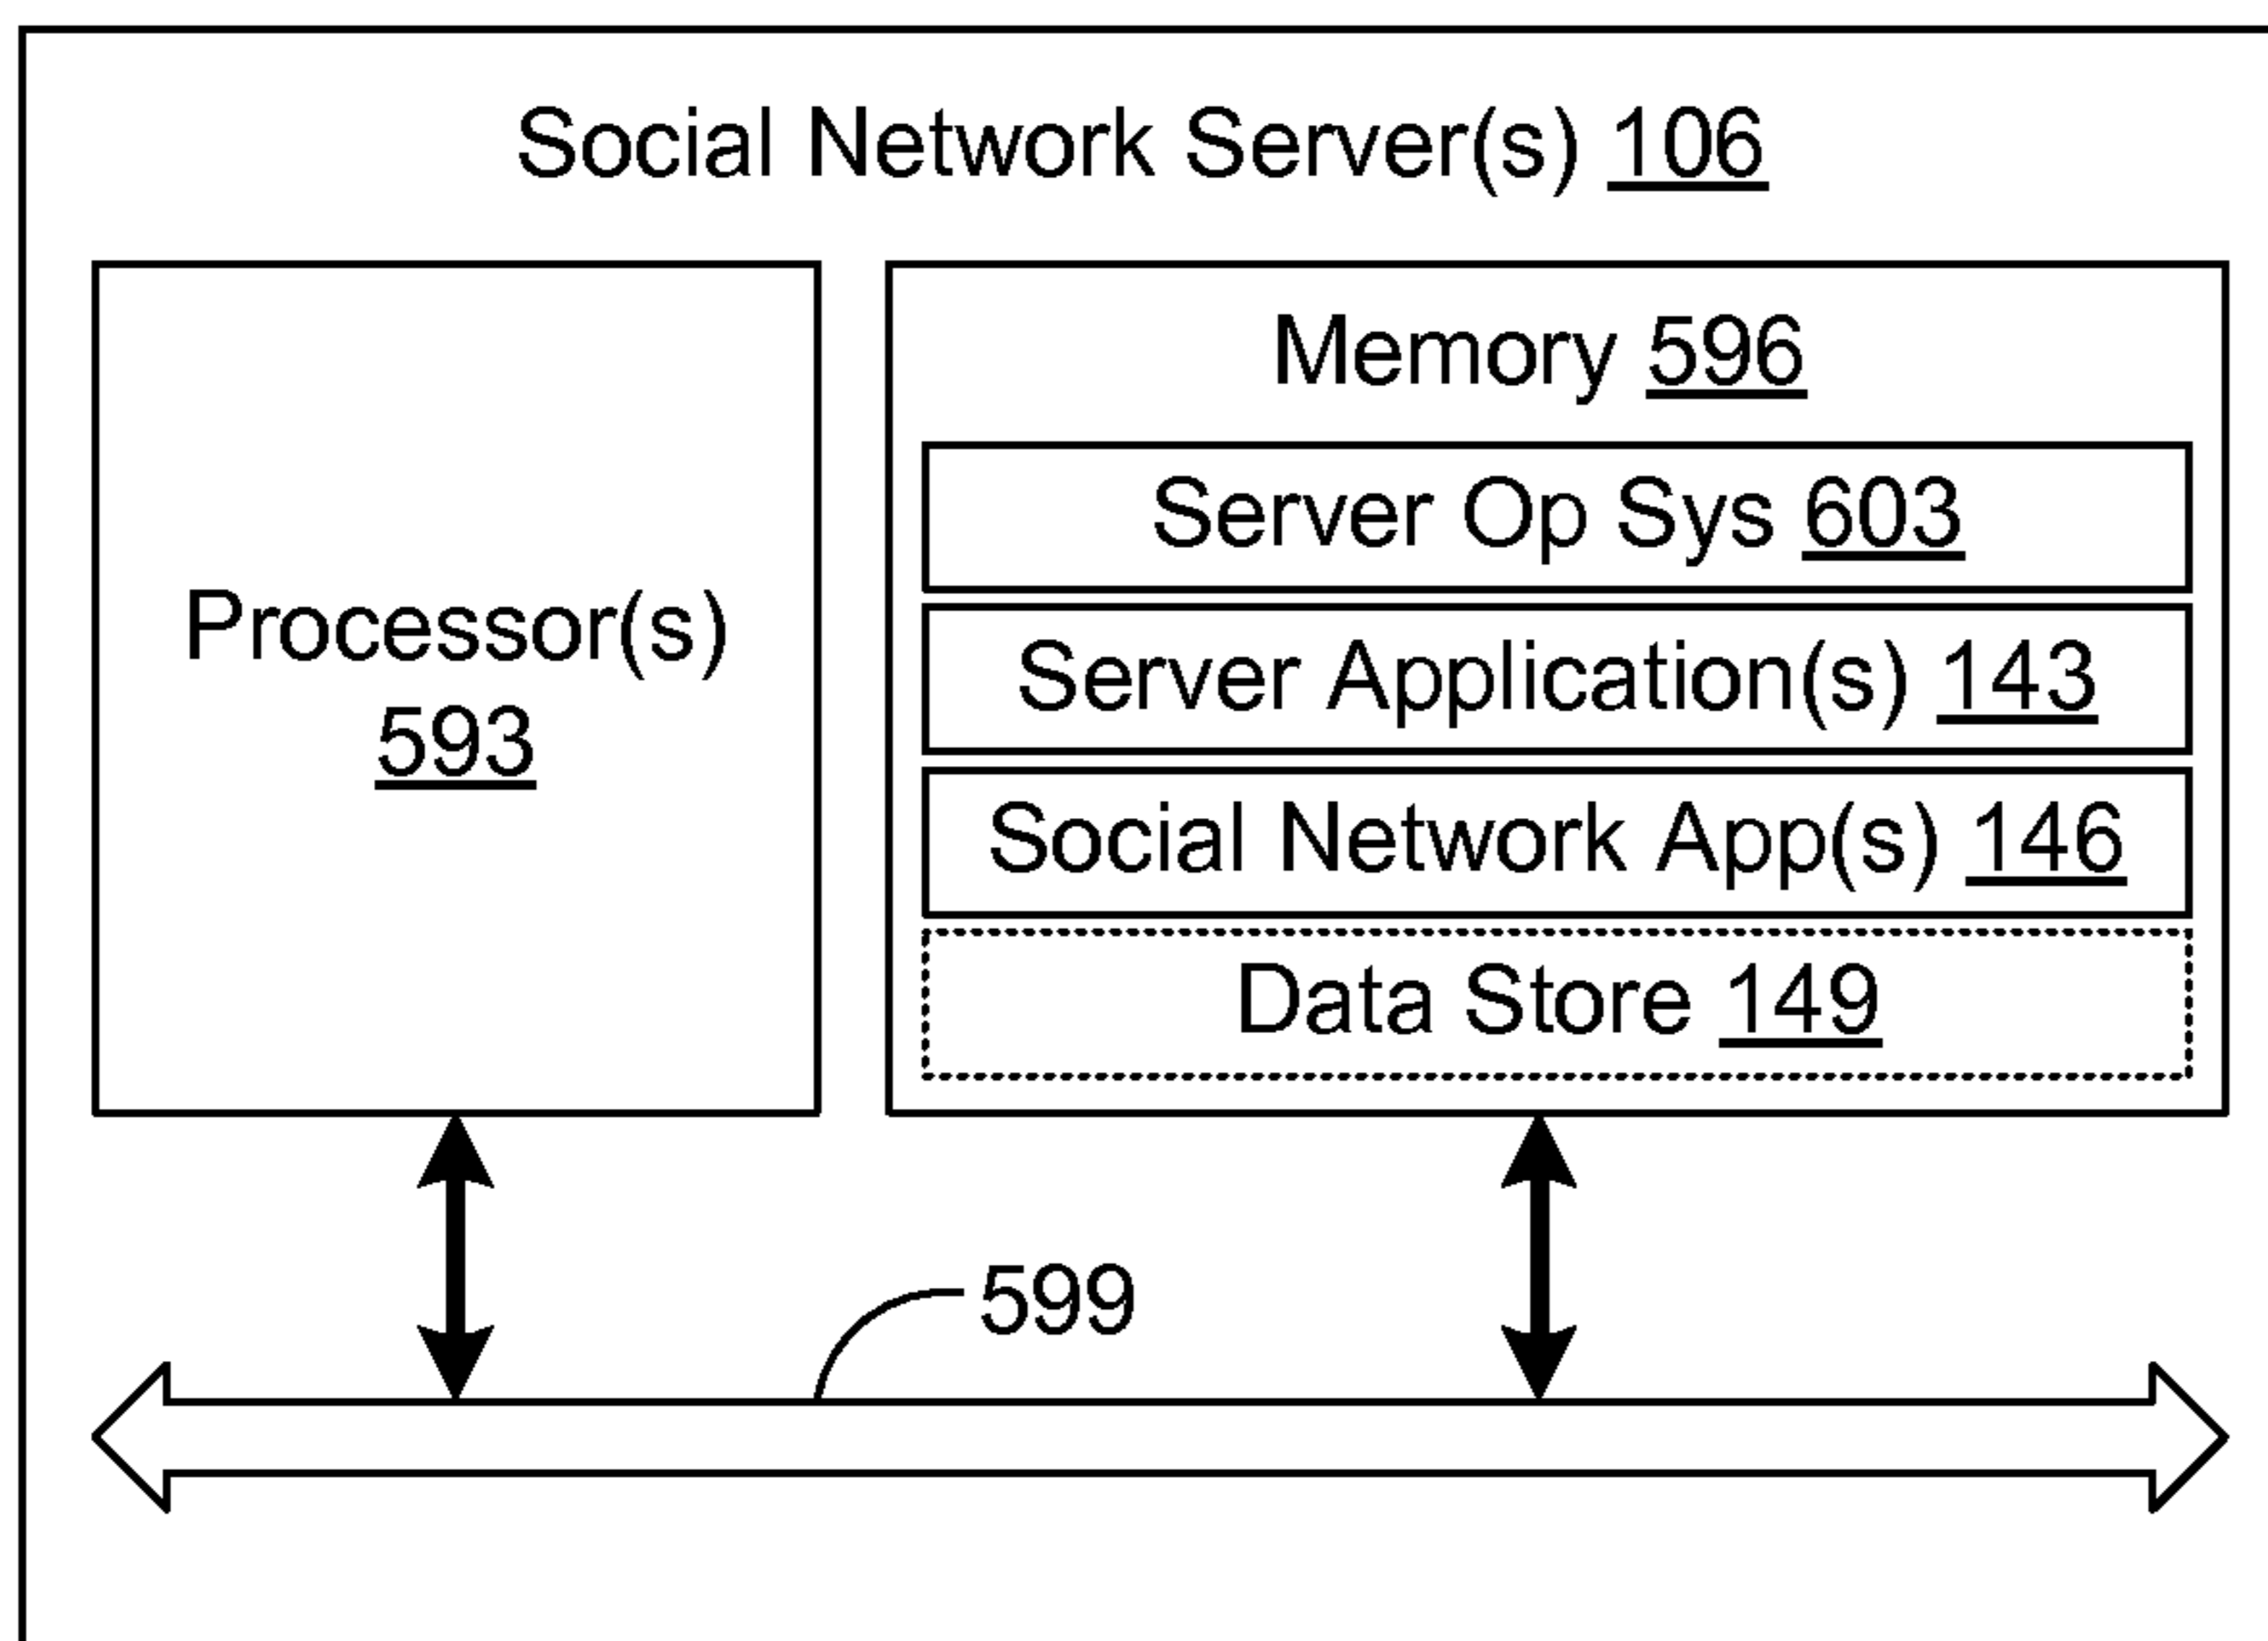 Social Network Server(s) 106
Processor(s)
593
Memory 596
Server Op Sys 603
Server Application(s) 143
Social Network App(s) 146
Data Store 149
599